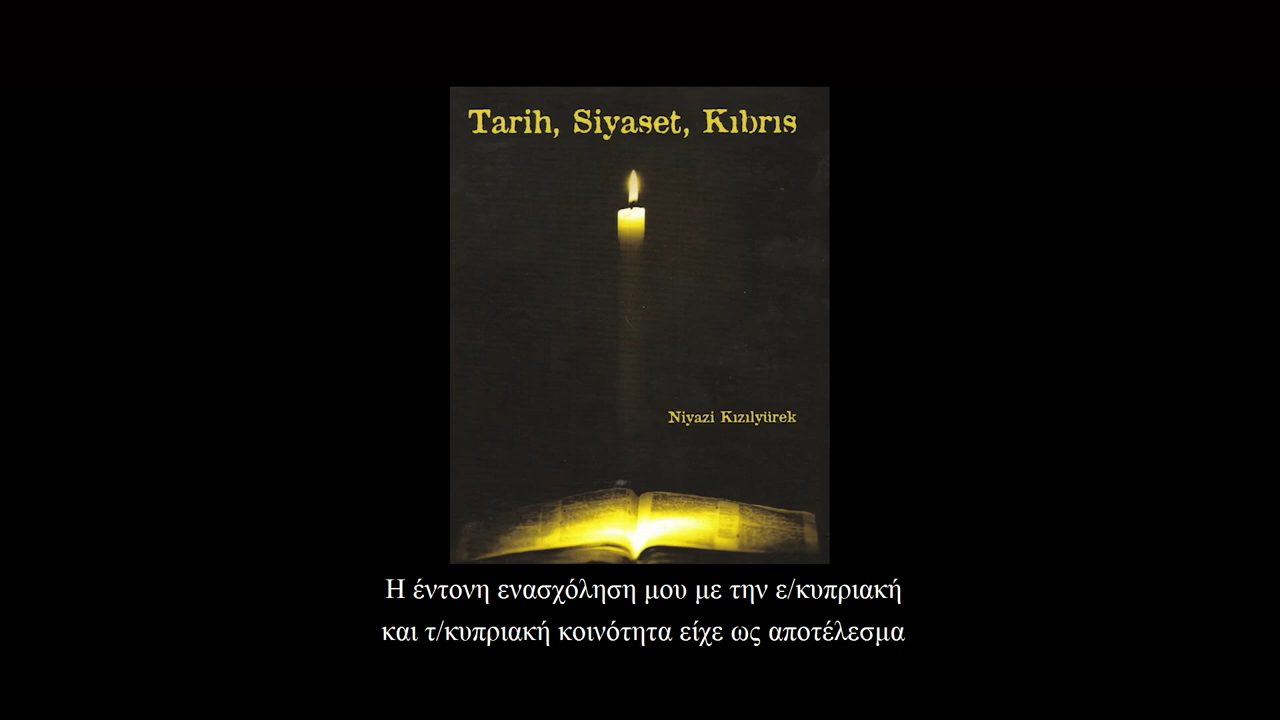 Tarih, Siyaset, Kıbrıs
Niyazi Kızılyürek
Η έντονη ενασχόληση μου με την ε/κυπριακή
και τ/κυπριακή κοινότητα είχε ως αποτέλεσμα